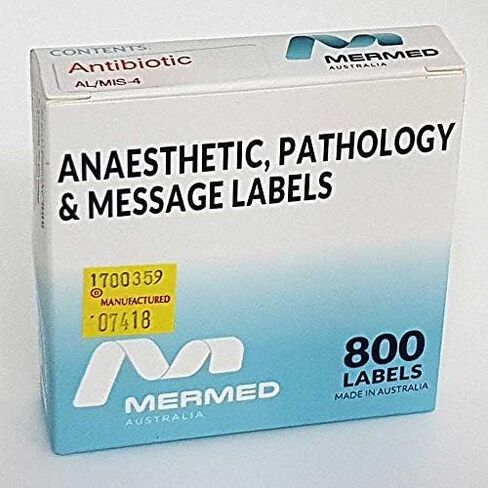 CONTENTS:
Antibiotic
AL/MIS-4
MERMED
AUSTRALIA
ANAESTHETIC, PATHOLOGY
& MESSAGE LABELS
1700359
MANUFACTURED
07418
MERMED
AUSTRALIA
800
LABELS
MADE IN AUSTRALIA